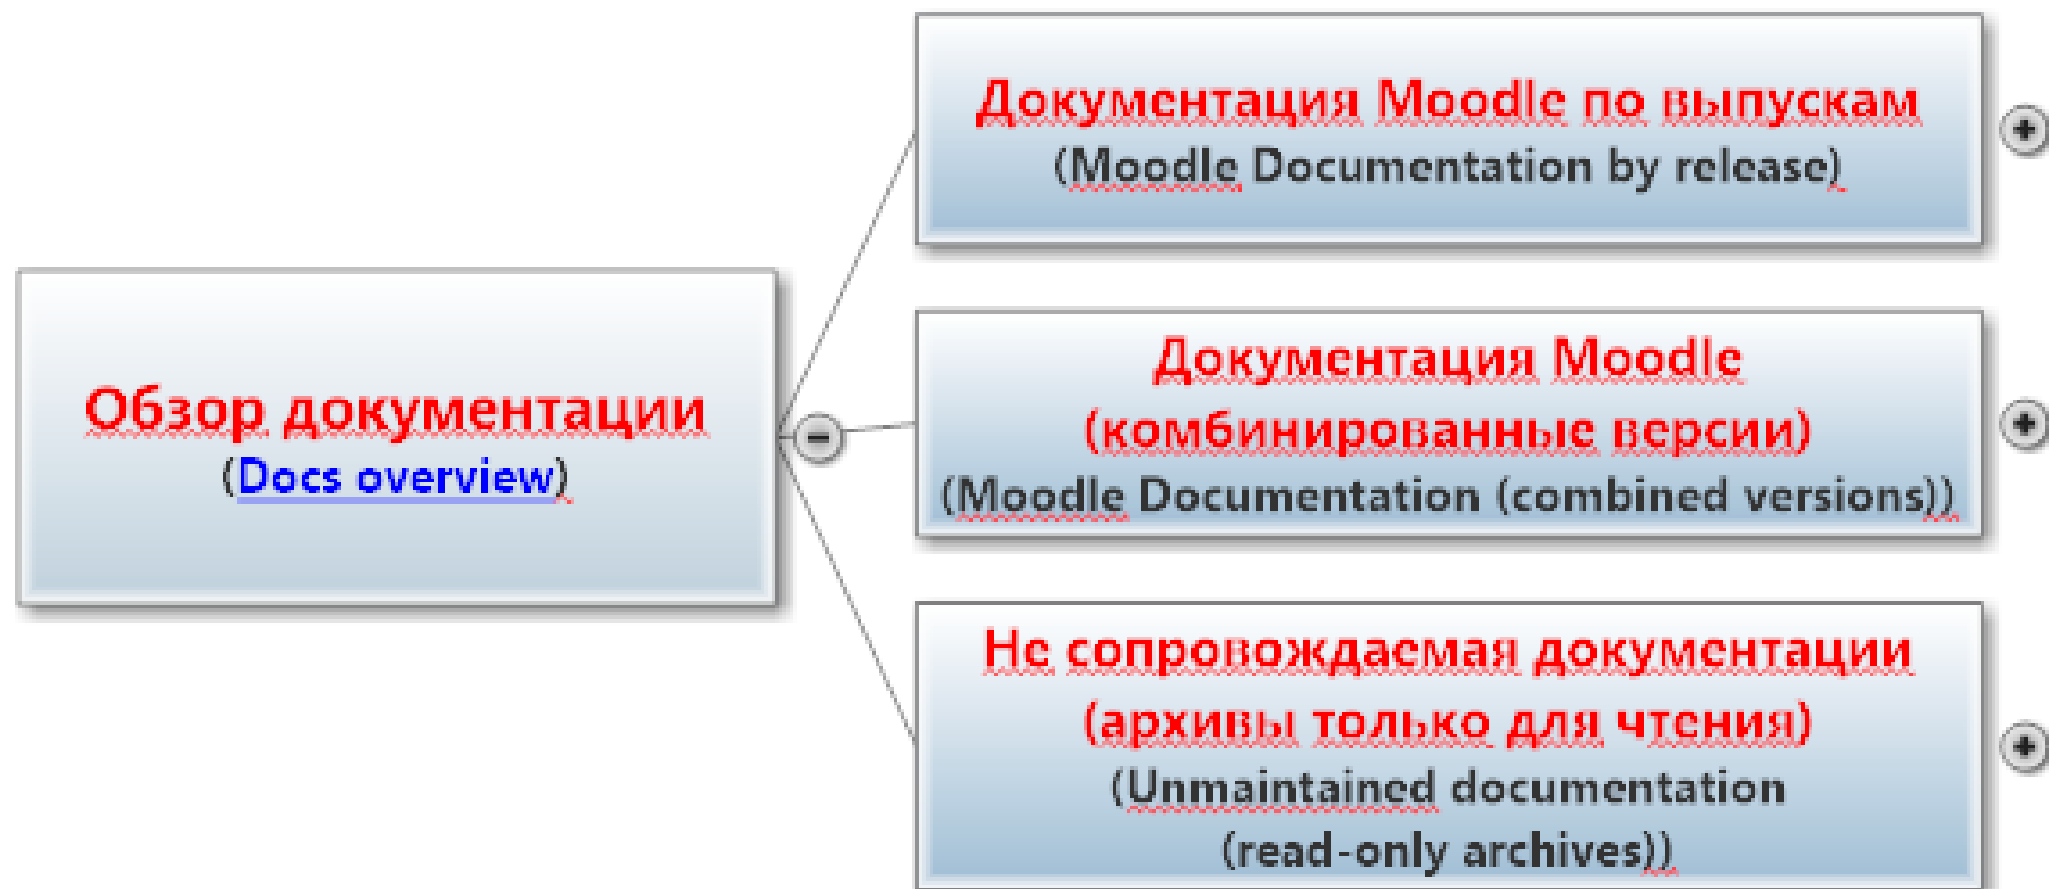 Документация Moodle по выпускам
(Moodle Documentation by release)
Обзор документации
(Docs overview)
Документация Moodle
(комбинированные версии)
(Moodle Documentation (combined versions))
Не сопровождаемая документации
(архивы только для чтения)
(Unmaintained documentation
(read-only archives))